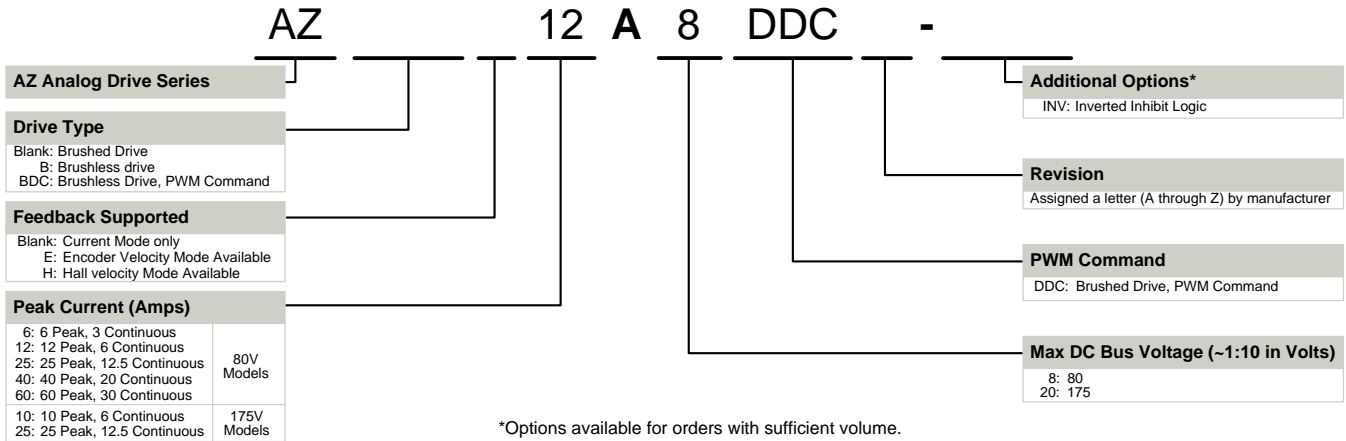 AZ 12 A 8 DDC -
AZ Analog Drive Series
Drive Type
Blank: Brushed Drive
B: Brushless drive
BDC: Brushless Drive, PWM Command
Feedback Supported
Blank: Current Mode only
E: Encoder Velocity Mode Available
H: Hall velocity Mode Available
Peak Current (Amps)
6: 6 Peak, 3 Continuous
12: 12 Peak, 6 Continuous
25: 25 Peak, 12.5 Continuous
40: 40 Peak, 20 Continuous
60: 60 Peak, 30 Continuous
80V
Models
10: 10 Peak, 6 Continuous
25: 25 Peak, 12.5 Continuous
175V
Models
Additional Options*
INV: Inverted Inhibit Logic
Revision
Assigned a letter (A through Z) by manufacturer
PWM Command
DDC: Brushed Drive, PWM Command
Max DC Bus Voltage (~1:10 in Volts)
8: 80
20: 175
*Options available for orders with sufficient volume.